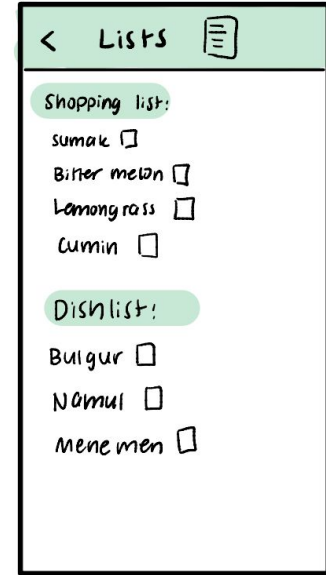 < Lists
Shopping list:
Sumak
Bitter melon
Lemongrass
Cumin
Dishlist:
Bulgur
Namul
Menemen